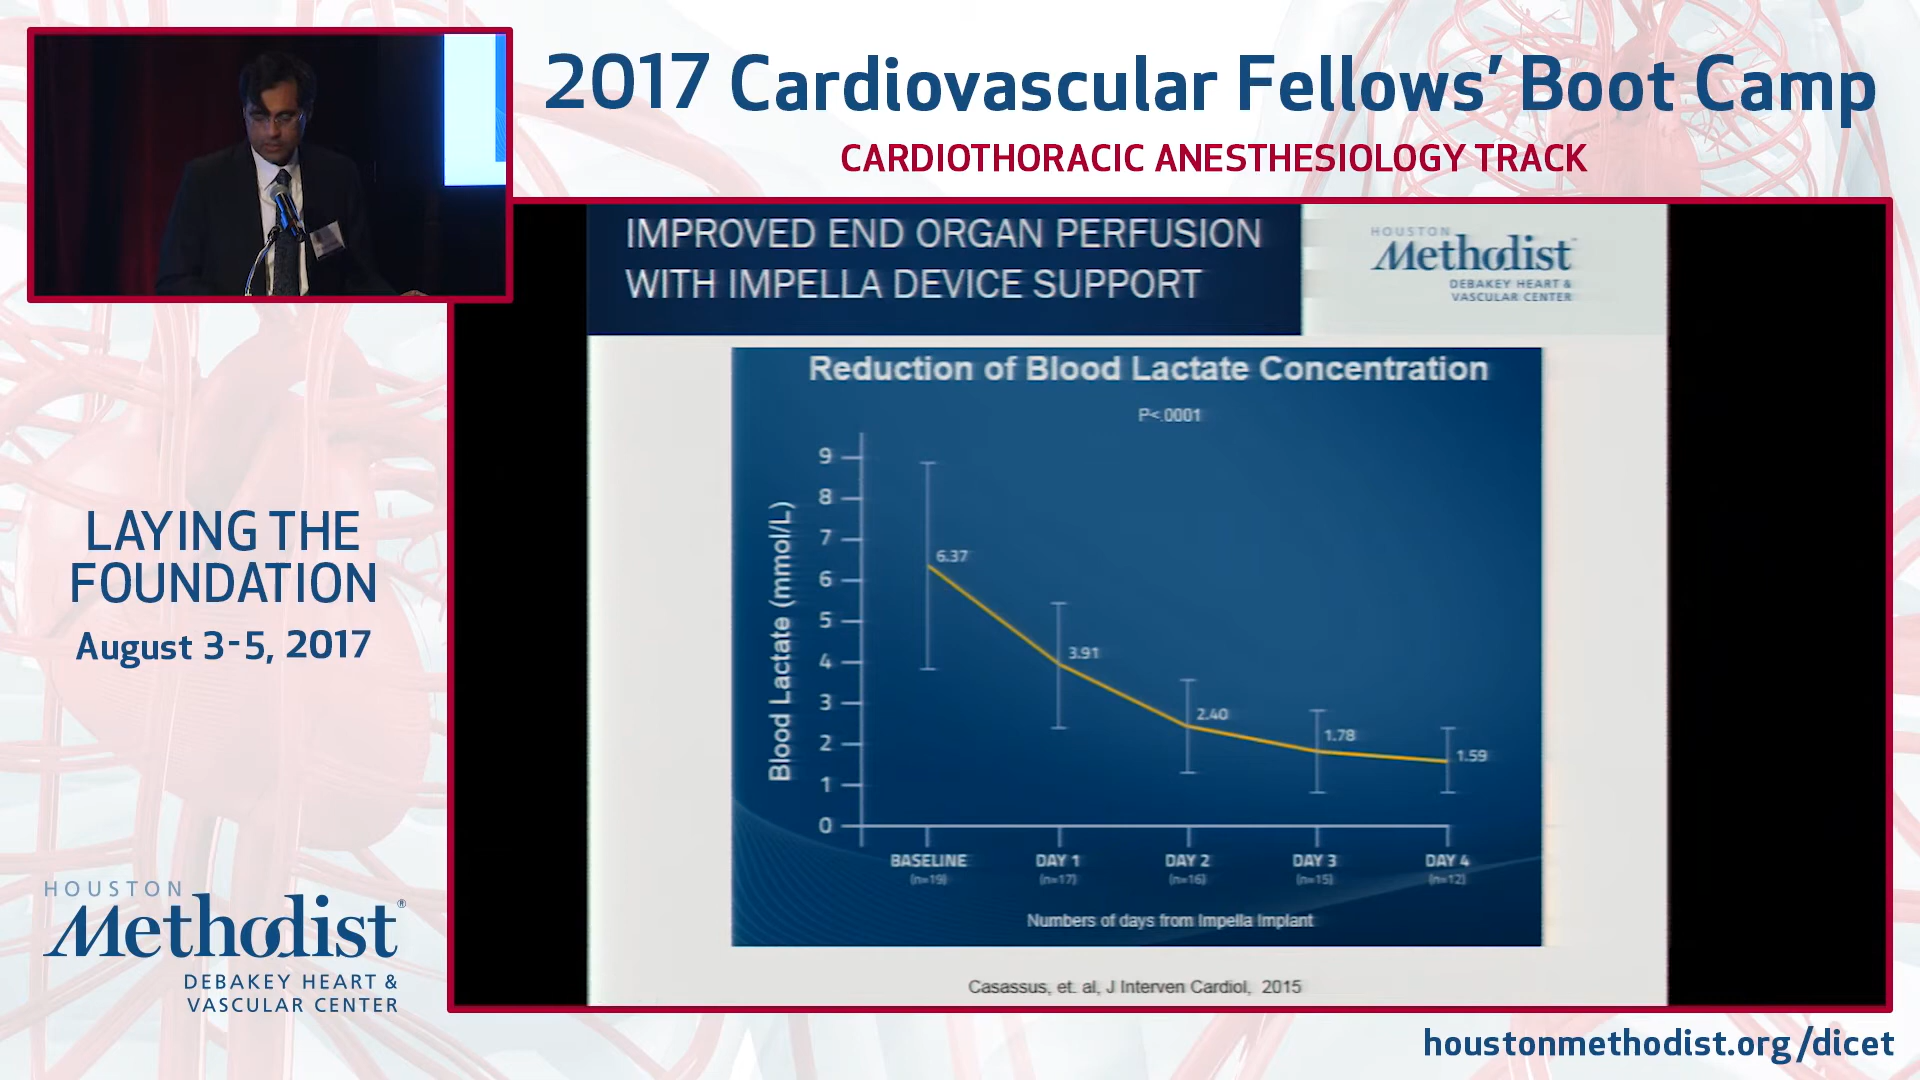 2017 Cardiovascular Fellows' Boot Camp
CARDIOTHORACIC ANESTHESIOLOGY TRACK
IMPROVED END ORGAN PERFUSION
WITH IMPELLA DEVICE SUPPORT
HOUSTON
Methodist
DEBAKEY HEART &
VASCULAR CENTER
Reduction of Blood Lactate Concentration
P<.0001
Blood Lactate (mmol/L)
9
8
7
6
5
4
3
2
1
0
6.37
3.91
2.40
1.78
1.59
BASELINE DAY 1 DAY 2 DAY 3 DAY 4
(n=19) (n=17) (n=16) (n=15) (n=12)
Numbers of days from Impella Implant
Casassus, et. al, J Interven Cardiol, 2015
LAYING THE
FOUNDATION
August 3-5, 2017
HOUSTON
Methodist®
DEBAKEY HEART &
VASCULAR CENTER
houstonmethodist.org/dicet